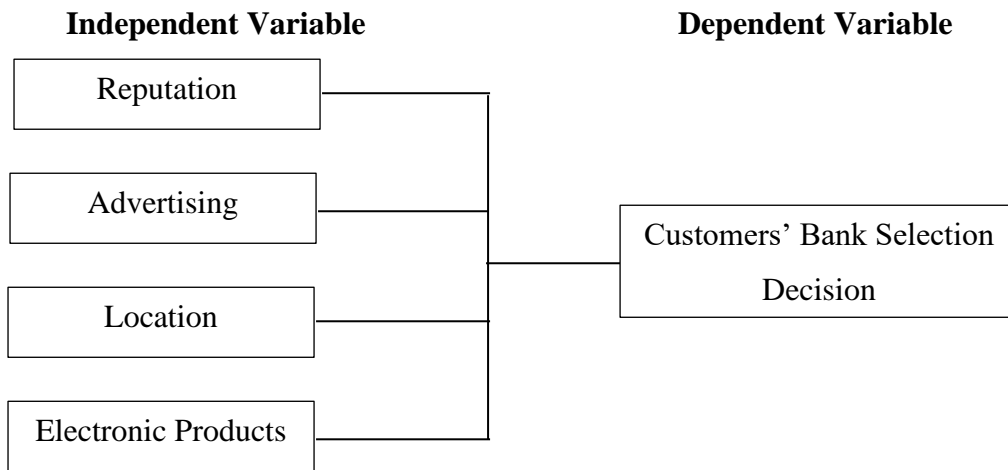 Independent Variable
Dependent Variable
Reputation
Advertising
Customers’ Bank Selection
Decision
Location
Electronic Products